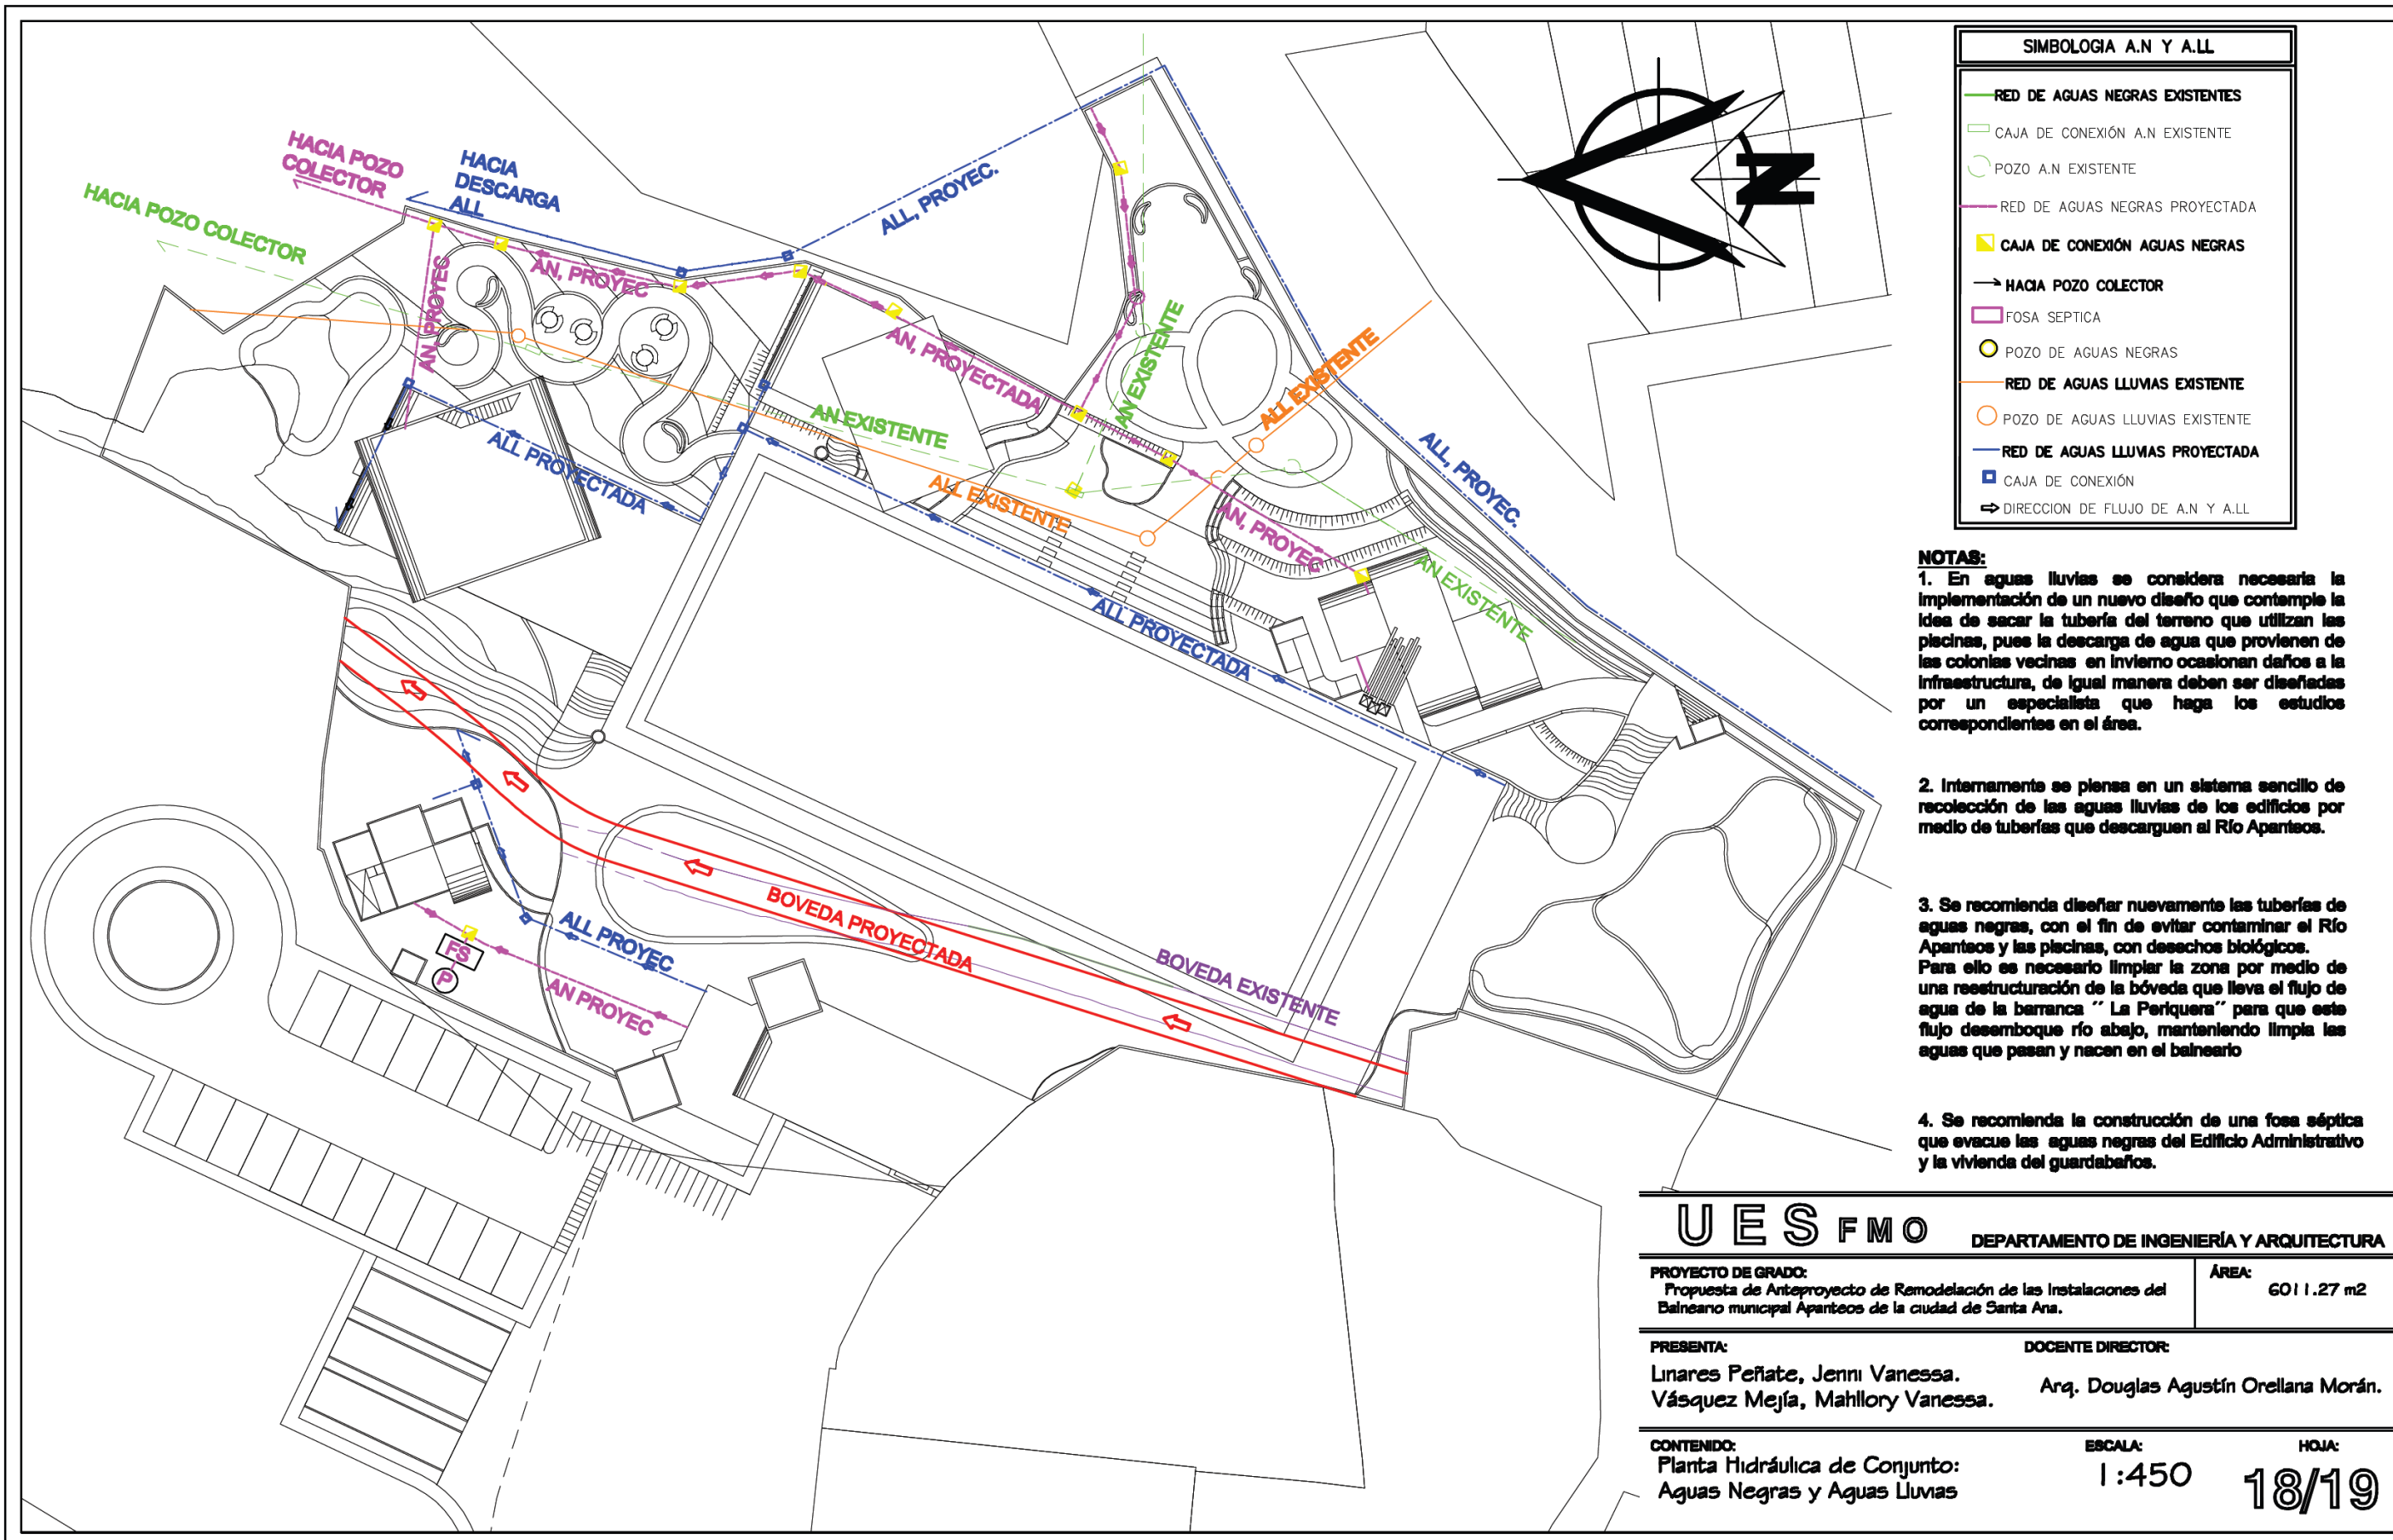 HACIA POZO
COLECTOR
HACIA
DESCARGA
ALL
HACIA POZO COLECTOR
ALL, PROYEC.
AN, PROYEC
AN, PROYEC
AN, PROYECTADA
AN EXISTENTE
ALL EXISTENTE
AN EXISTENTE
ALL PROYECTADA
ALL EXISTENTE
ALL, PROYEC.
AN, PROYEC
AN EXISTENTE
ALL PROYECTADA
BOVEDA PROYECTADA
BOVEDA EXISTENTE
ALL PROYEC
FS
P
AN PROYEC
N
SIMBOLOGIA A.N Y A.LL
RED DE AGUAS NEGRAS EXISTENTES
CAJA DE CONEXIÓN A.N EXISTENTE
POZO A.N EXISTENTE
RED DE AGUAS NEGRAS PROYECTADA
CAJA DE CONEXIÓN AGUAS NEGRAS
HACIA POZO COLECTOR
FOSA SEPTICA
POZO DE AGUAS NEGRAS
RED DE AGUAS LLUVIAS EXISTENTE
POZO DE AGUAS LLUVIAS EXISTENTE
RED DE AGUAS LLUVIAS PROYECTADA
CAJA DE CONEXIÓN
DIRECCION DE FLUJO DE A.N Y A.LL
NOTAS:
1. En aguas lluvias se considera necesaria la
implementación de un nuevo diseño que contemple la
idea de sacar la tubería del terreno que utilizan las
piscinas, pues la descarga de agua que provienen de
las colonias vecinas en invierno ocasionan daños a la
infraestructura, de igual manera deben ser diseñadas
por un especialista que haga los estudios
correspondientes en el área.
2. Internamente se piensa en un sistema sencillo de
recolección de las aguas lluvias de los edificios por
medio de tuberías que descarguen al Río Apanteos.
3. Se recomienda diseñar nuevamente las tuberías de
aguas negras, con el fin de evitar contaminar el Río
Apanteos y las piscinas, con desechos biológicos.
Para ello es necesario limpiar la zona por medio de
una reestructuración de la bóveda que lleva el flujo de
agua de la barranca ´´ La Periquera´´ para que este
flujo desemboque río abajo, manteniendo limpia las
aguas que pasan y nacen en el balneario
4. Se recomienda la construcción de una fosa séptica
que evacue las aguas negras del Edificio Administrativo
y la vivienda del guardabaños.
UES FMO DEPARTAMENTO DE INGENIERÍA Y ARQUITECTURA
PROYECTO DE GRADO:
Propuesta de Anteproyecto de Remodelación de las Instalaciones del
Balneario municipal Apanteos de la ciudad de Santa Ana.
ÁREA:
6011.27 m2
PRESENTA:
Linares Peñate, Jenni Vanessa.
Vásquez Mejía, Mahllory Vanessa.
DOCENTE DIRECTOR:
Arq. Douglas Agustín Orellana Morán.
CONTENIDO:
Planta Hidráulica de Conjunto:
Aguas Negras y Aguas Lluvias
ESCALA:
1:450
HOJA:
18/19